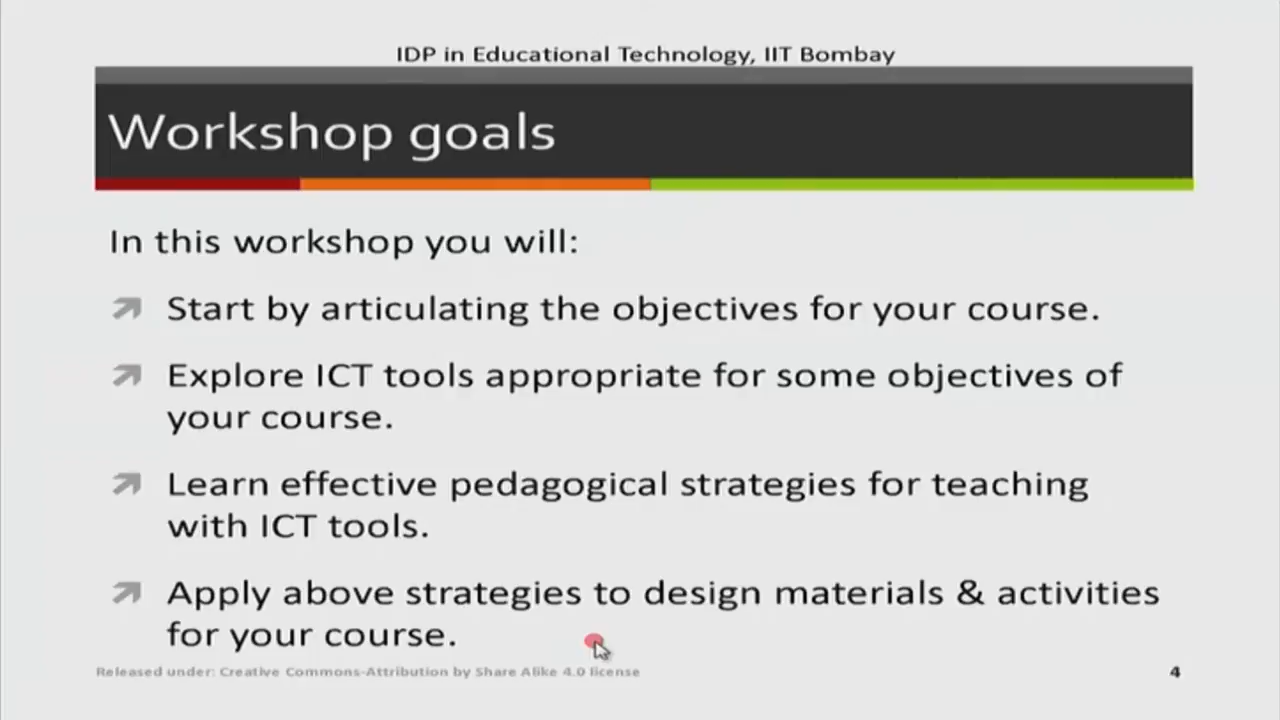 IDP in Educational Technology, IIT Bombay
Workshop goals
In this workshop you will:
Start by articulating the objectives for your course.
Explore ICT tools appropriate for some objectives of
your course.
Learn effective pedagogical strategies for teaching
with ICT tools.
Apply above strategies to design materials & activities
for your course.
Released under: Creative Commons-Attribution by Share Alike 4.0 license
4